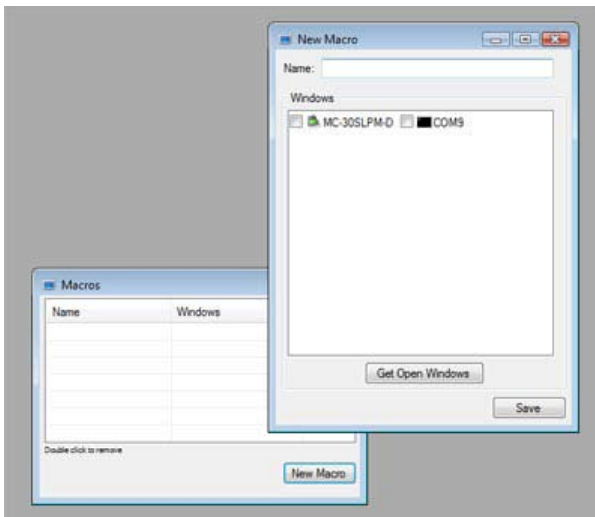 New Macro
Name:
Windows
MC-30SLPM-D COM9
Get Open Windows
Save
Macros
Name Windows
Double click to remove
New Macro